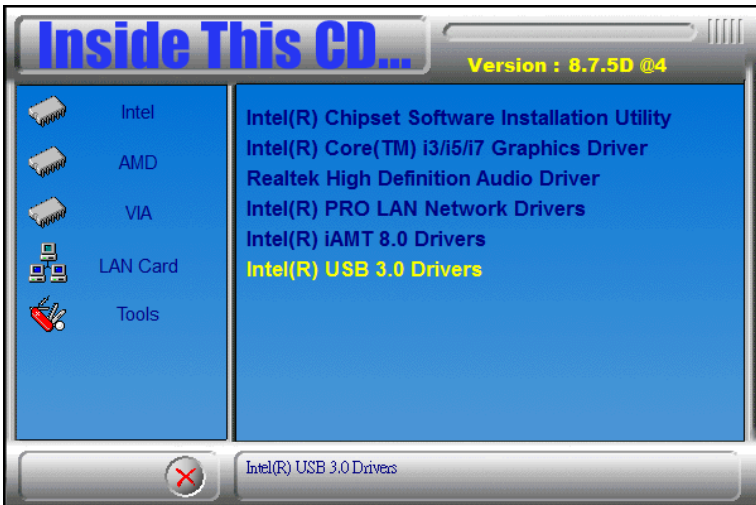 Inside This CD...
Version : 8.7.5D @4
Intel
AMD
VIA
LAN Card
Tools
Intel(R) Chipset Software Installation Utility
Intel(R) Core(TM) i3/i5/i7 Graphics Driver
Realtek High Definition Audio Driver
Intel(R) PRO LAN Network Drivers
Intel(R) iAMT 8.0 Drivers
Intel(R) USB 3.0 Drivers
Intel(R) USB 3.0 Drivers